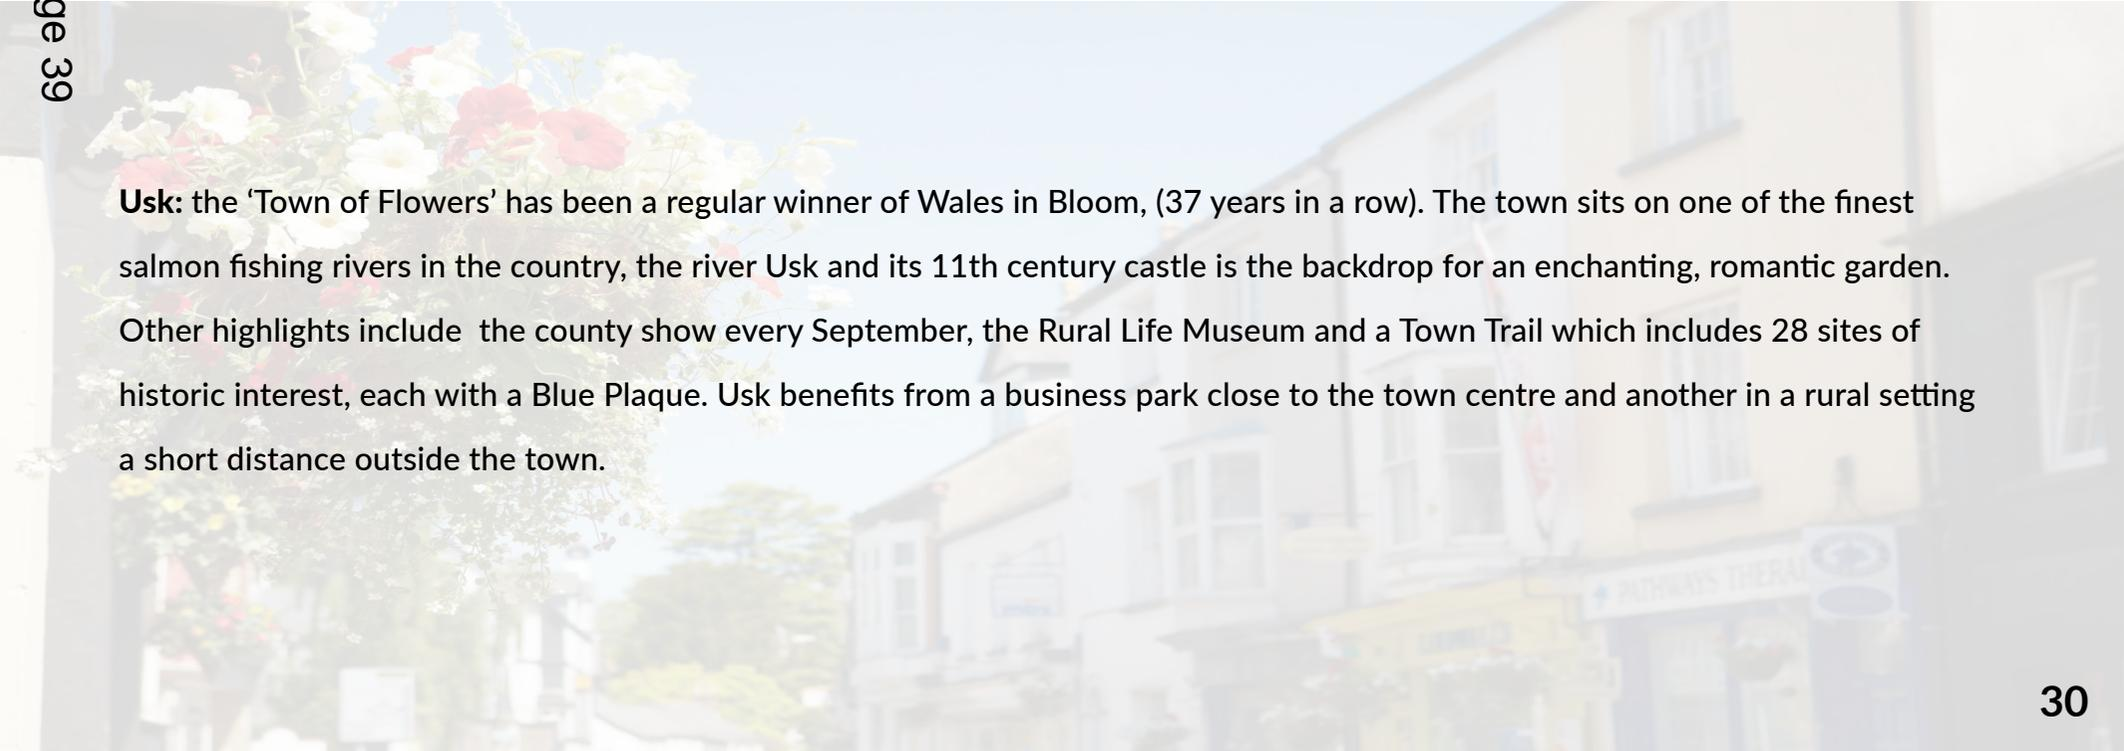 ge 39
Usk: the ‘Town of Flowers’ has been a regular winner of Wales in Bloom, (37 years in a row). The town sits on one of the finest
salmon fishing rivers in the country, the river Usk and its 11th century castle is the backdrop for an enchanting, romantic garden.
Other highlights include  the county show every September, the Rural Life Museum and a Town Trail which includes 28 sites of
historic interest, each with a Blue Plaque. Usk benefits from a business park close to the town centre and another in a rural setting
a short distance outside the town.
PATHWAYS
30